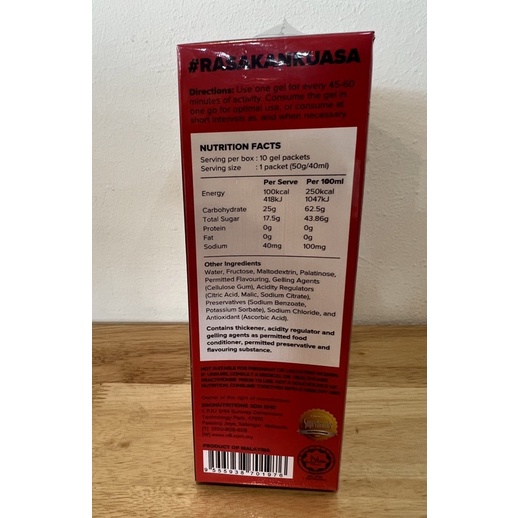 #RASAKANKUASA
Directions: Use one gel for every 45-60
minutes of activity. Consume the gel in
one go for optimal use, or consume at
short intervals as, and when necessary.
NUTRITION FACTS
Serving per box : 10 gel packets
Serving size : 1 packet (50g/40ml)
Per Serve Per 100ml
Energy 100kcal 250kcal
418kJ 1047kJ
Carbohydrate 25g 62.5g
Total Sugar 17.5g 43.86g
Protein 0g 0g
Fat 0g 0g
Sodium 40mg 100mg
Other Ingredients
Water, Fructose, Maltodextrin, Palatinose,
Permitted Flavouring, Gelling Agents
(Cellulose Gum), Acidity Regulators
(Citric Acid, Malic, Sodium Citrate),
Preservatives (Sodium Benzoate,
Potassium Sorbate), Sodium Chloride, and
Antioxidant (Ascorbic Acid).
Contains thickener, acidity regulator and
gelling agents as permitted food
conditioner, permitted preservative and
flavouring substance.
PRODUCT OF MALAYSIA
9 555938 701976